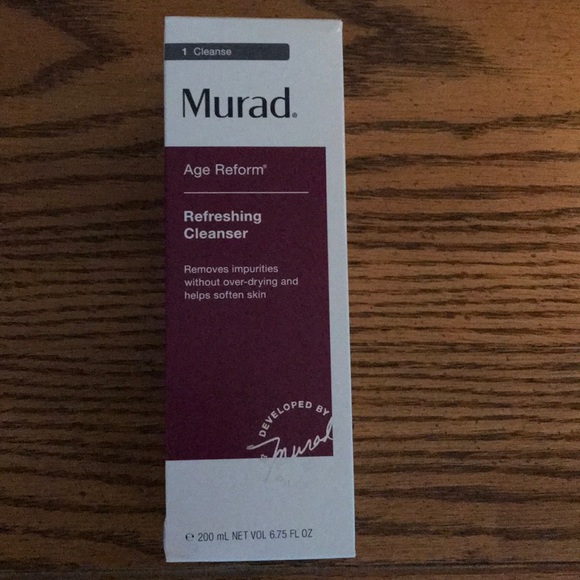 1 Cleanse
Murad®
Age Reform®
Refreshing
Cleanser
Removes impurities
without over-drying and
helps soften skin
DEVELOPED BY
Murad
℮ 200 mL NET VOL 6.75 FL OZ